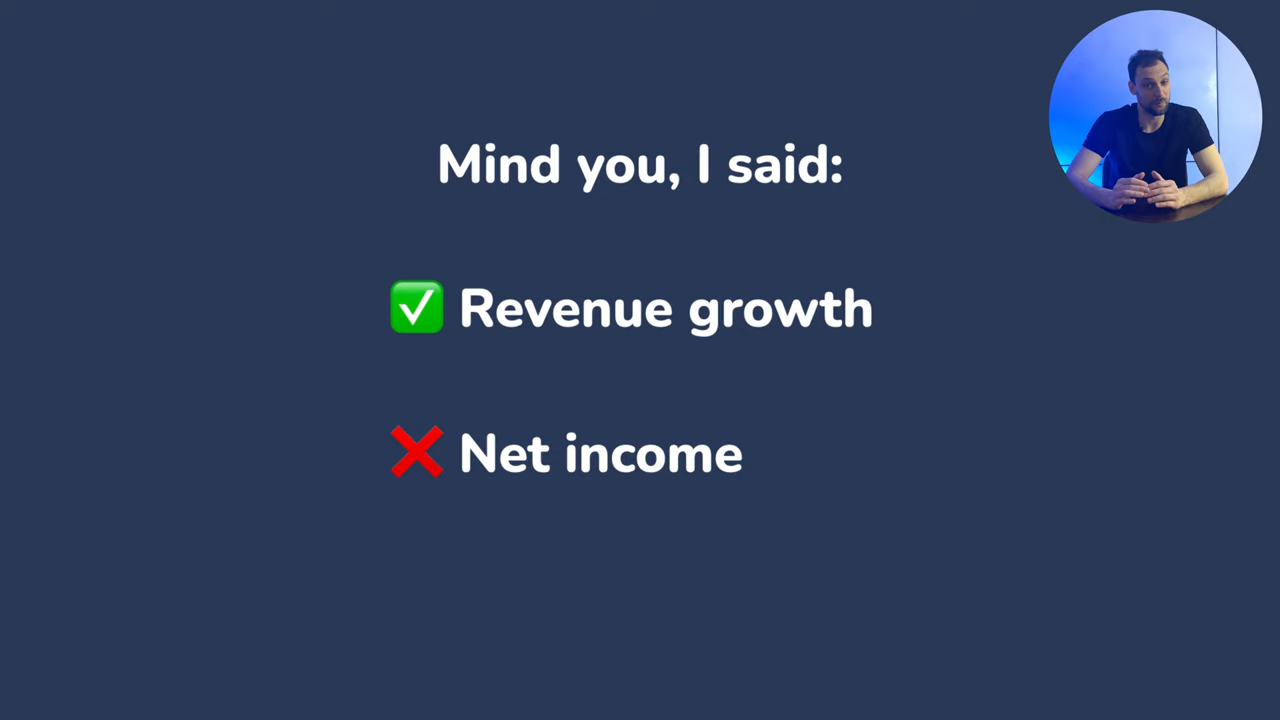 Mind you, I said:
✅ Revenue growth
❌ Net income